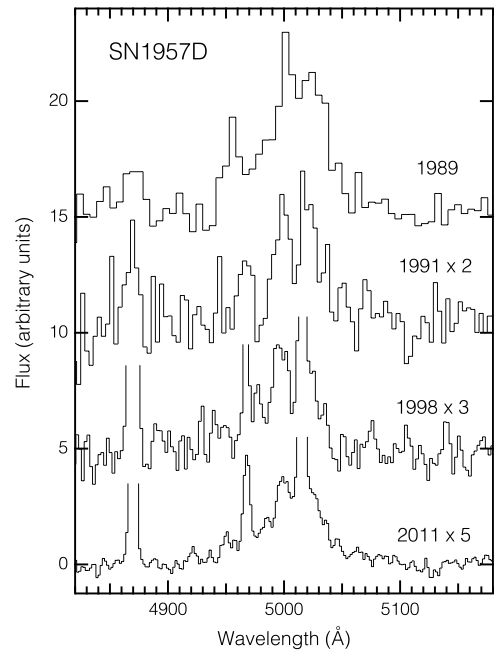 SN1957D
20
1989
15
1991 x 2
10
1998 x 3
5
2011 x 5
0
4900
5000
5100
Wavelength (Å)
Flux (arbitrary units)